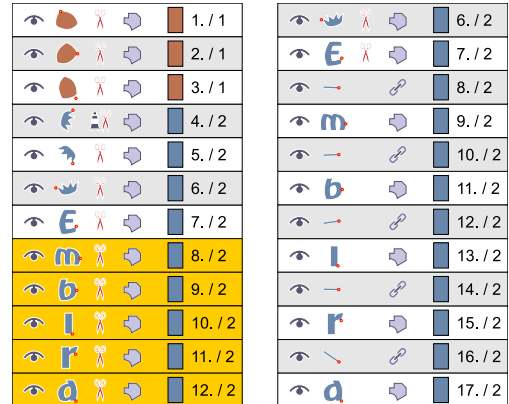 1. / 1
2. / 1
3. / 1
4. / 2
5. / 2
6. / 2
E 7. / 2
m 8. / 2
b 9. / 2
l 10. / 2
r 11. / 2
a 12. / 2
6. / 2
E 7. / 2
8. / 2
m 9. / 2
10. / 2
b 11. / 2
12. / 2
l 13. / 2
14. / 2
r 15. / 2
16. / 2
a 17. / 2